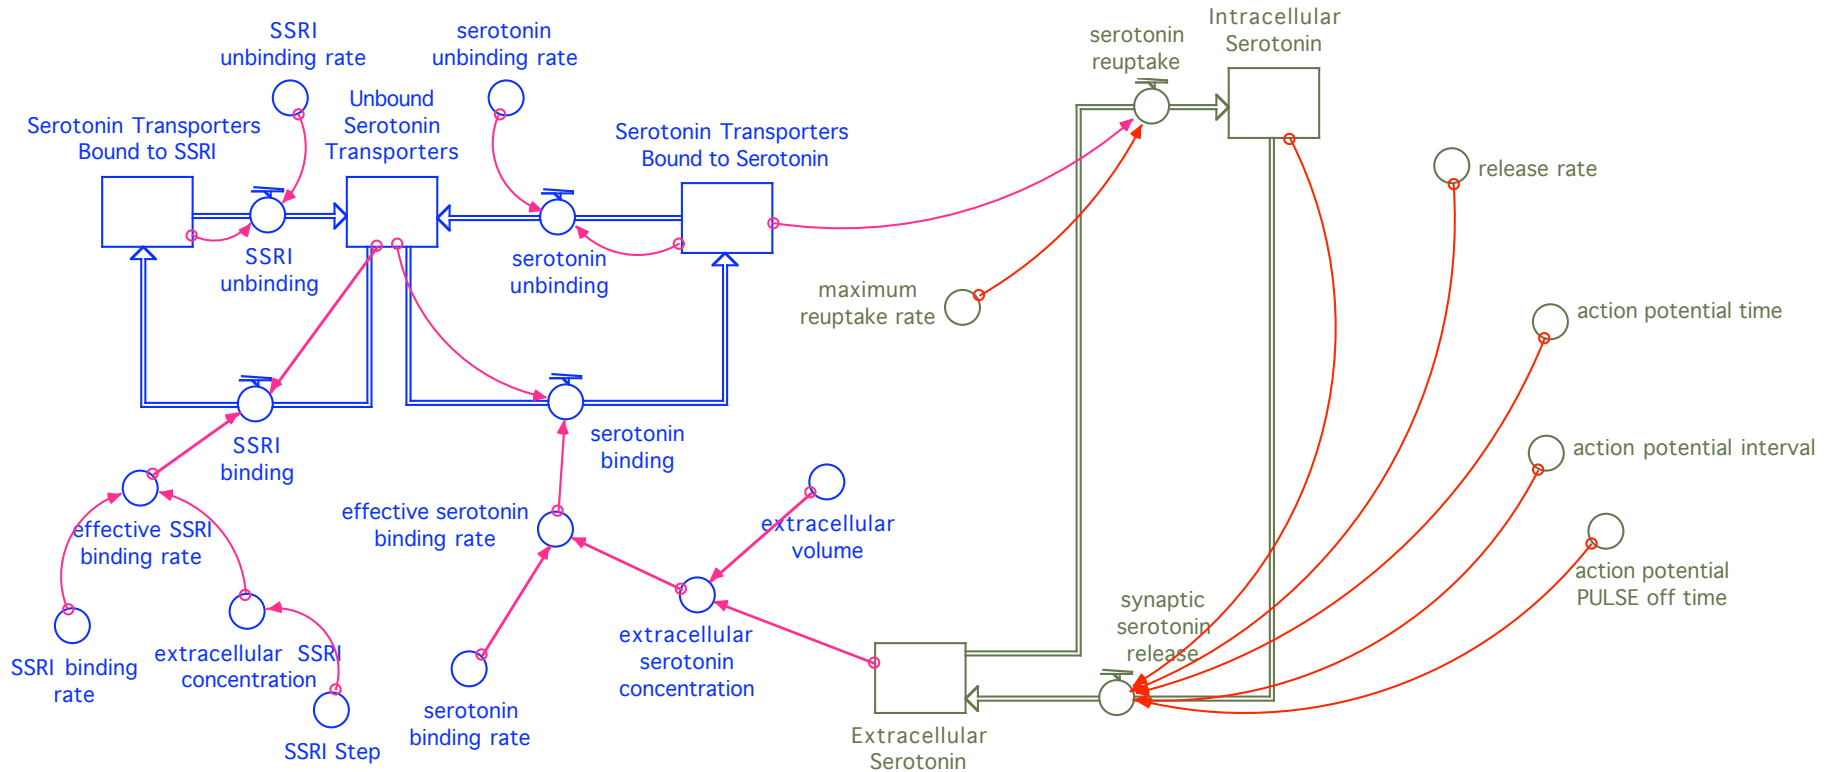 SSRI
unbinding rate
serotonin
unbinding rate
serotonin
reuptake
Intracellular
Serotonin
Serotonin Transporters
Bound to SSRI
Unbound
Serotonin
Transporters
Serotonin Transporters
Bound to Serotonin
release rate
SSRI
unbinding
serotonin
unbinding
maximum
reuptake rate
action potential time
SSRI
binding
serotonin
binding
action potential interval
effective SSRI
binding rate
effective serotonin
binding rate
extracellular
volume
action potential
PULSE off time
synaptic
serotonin
release
SSRI binding
rate
extracellular SSRI
concentration
extracellular
serotonin
concentration
SSRI Step
serotonin
binding rate
Extracellular
Serotonin